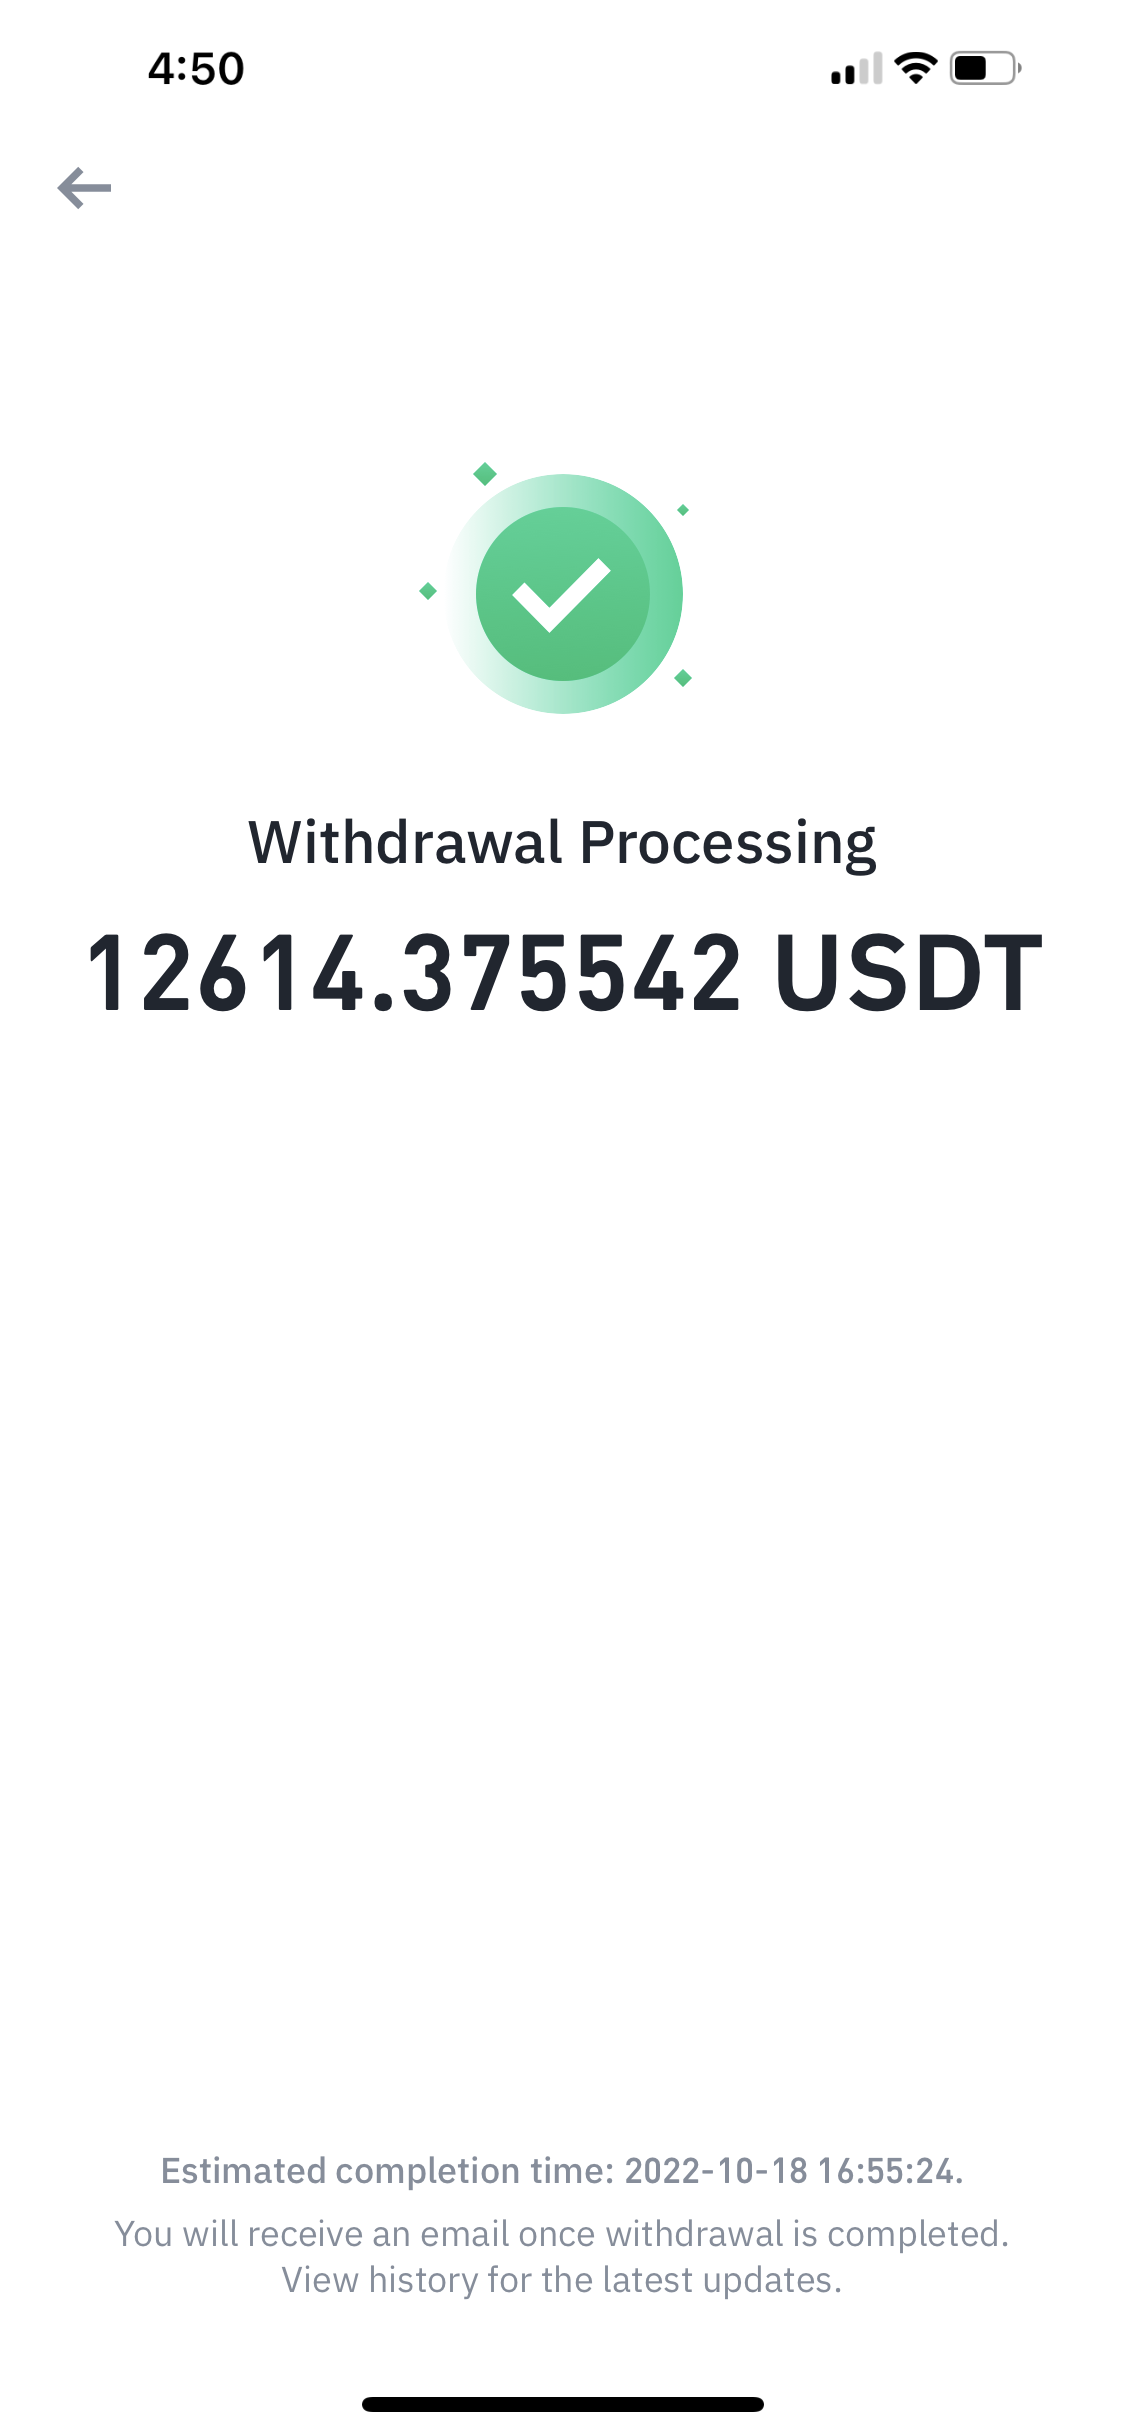 4:50
Withdrawal Processing
12614.375542 USDT
Estimated completion time: 2022-10-18 16:55:24.
You will receive an email once withdrawal is completed.
View history for the latest updates.